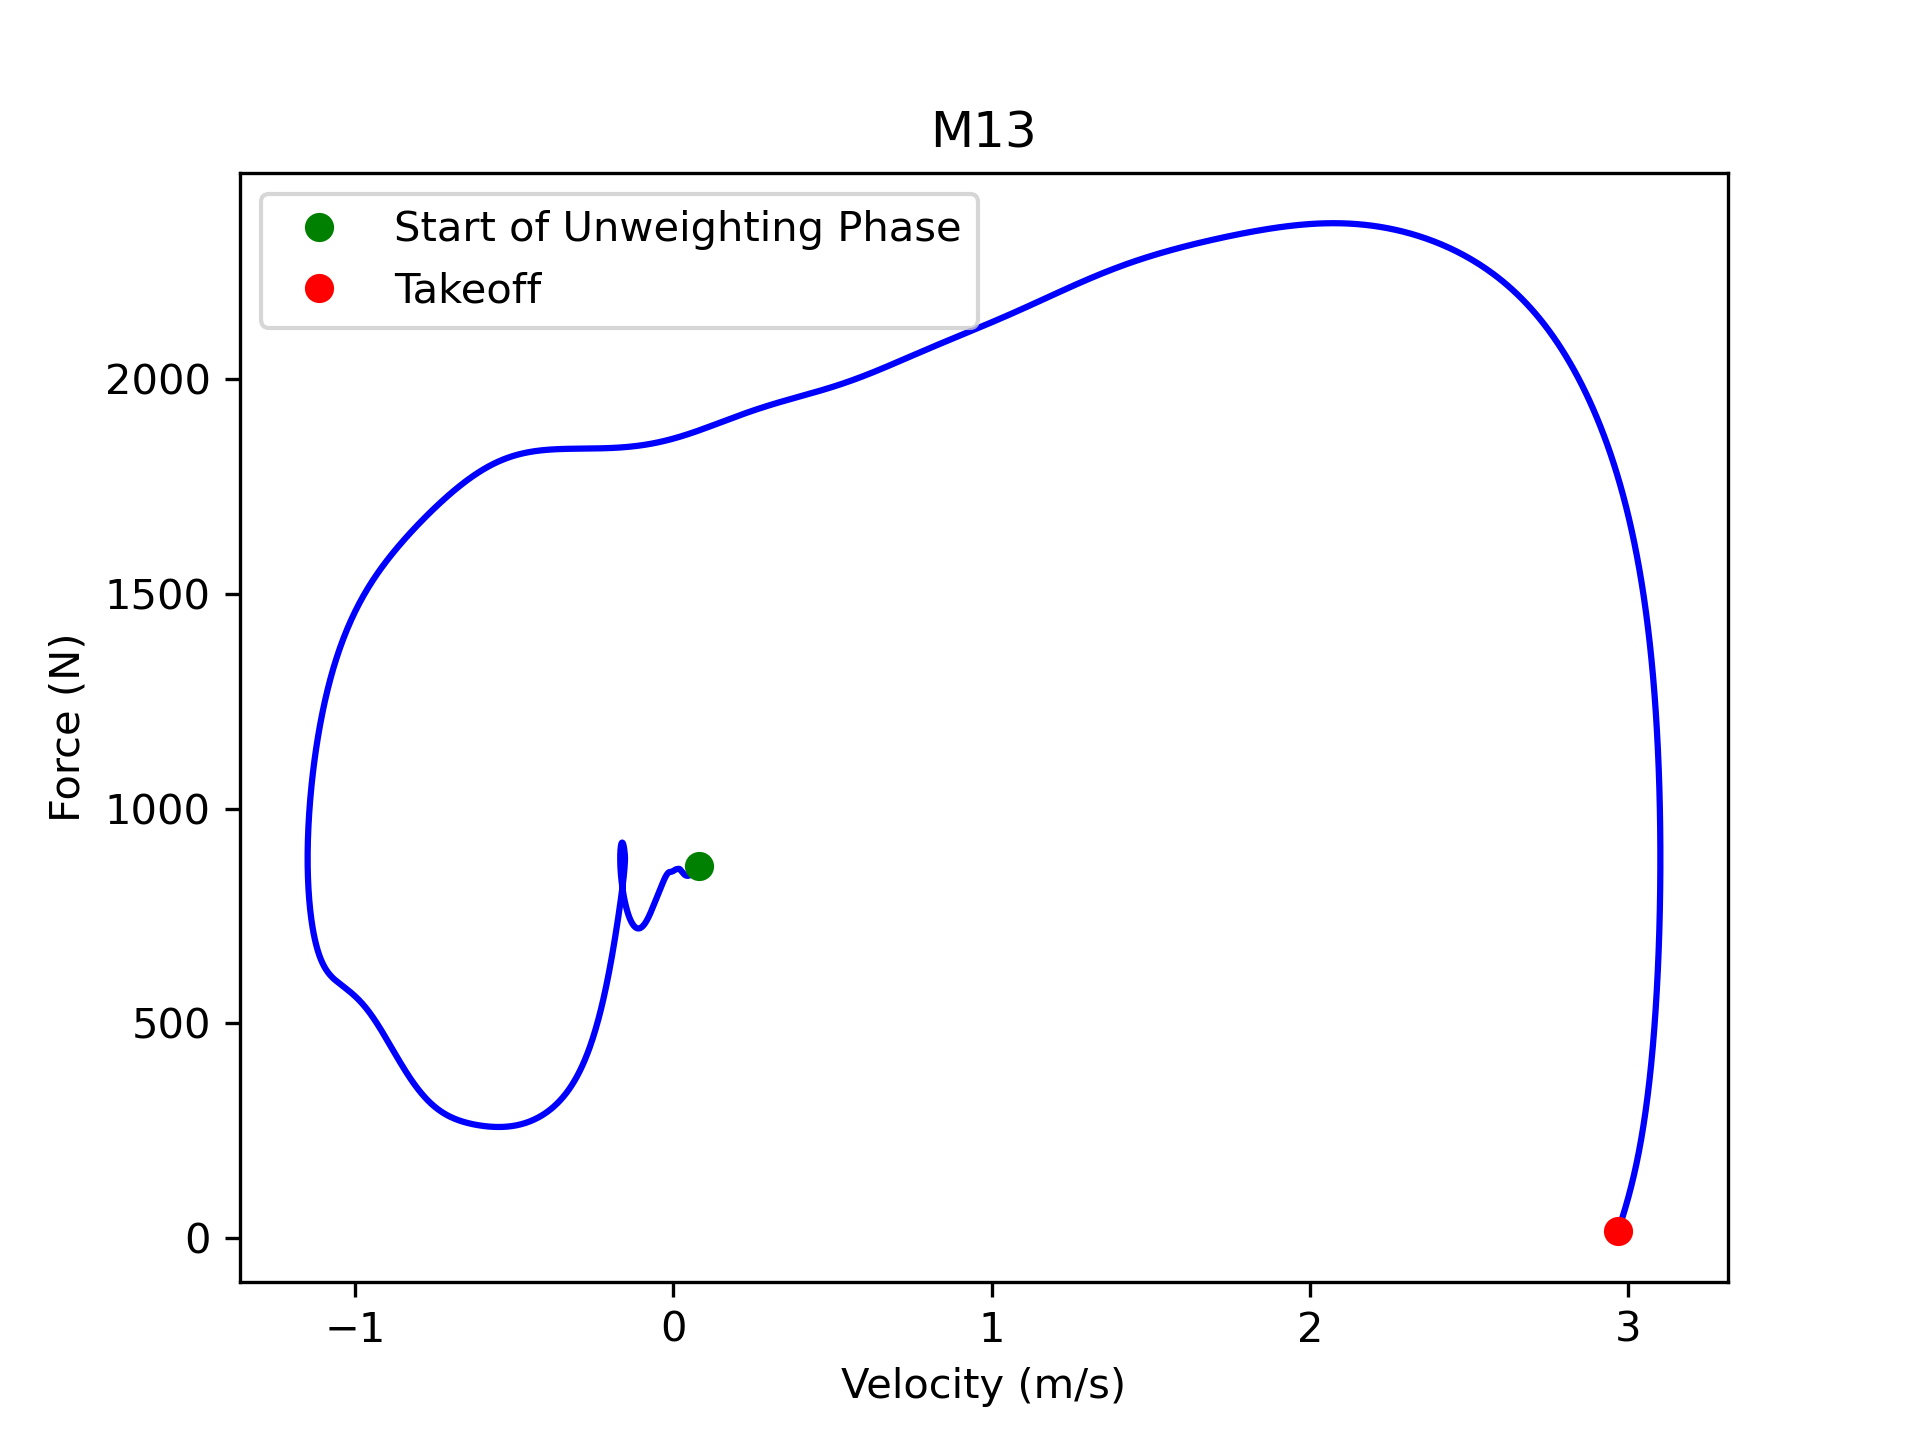 M13
Start of Unweighting Phase
Takeoff
Force (N)
2000
1500
1000
500
0
−1
0
1
2
3
Velocity (m/s)